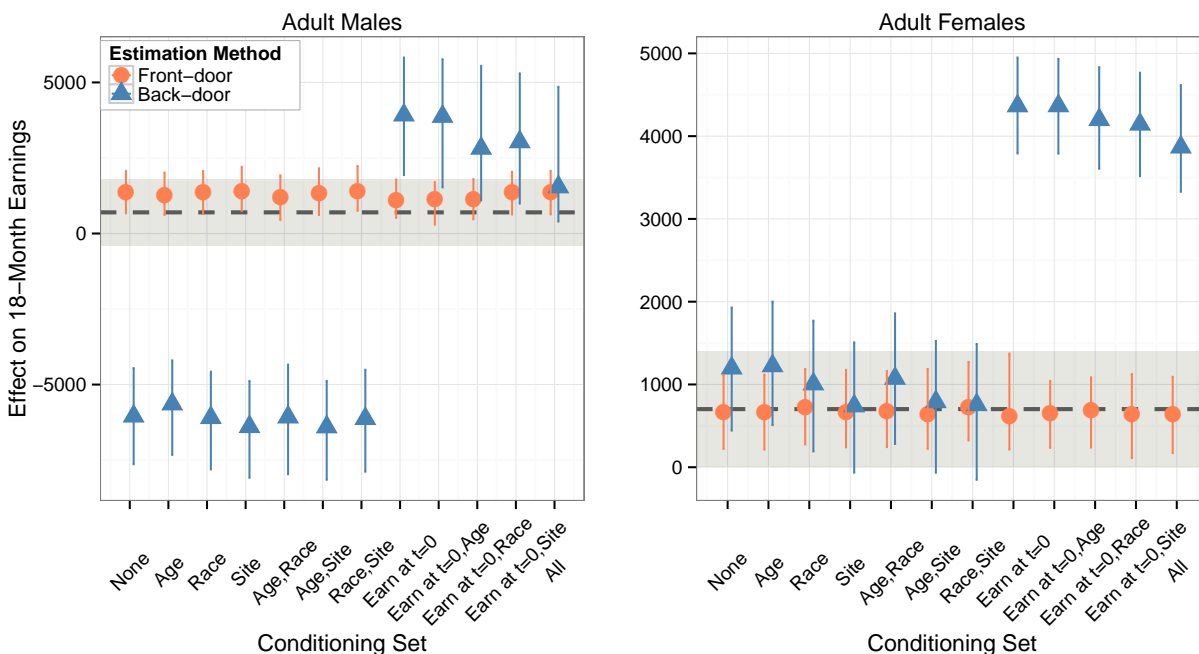 Adult Males
Adult Females
Estimation Method
Front−door
Back−door
Effect on 18−Month Earnings
5000
0
−5000
5000
4000
3000
2000
1000
0
None
Age
Race
Site
Age,Race
Age,Site
Race,Site
Earn at t=0
Earn at t=0,Age
Earn at t=0,Race
Earn at t=0,Site
All
None
Age
Race
Site
Age,Race
Age,Site
Race,Site
Earn at t=0
Earn at t=0,Age
Earn at t=0,Race
Earn at t=0,Site
All
Conditioning Set
Conditioning Set